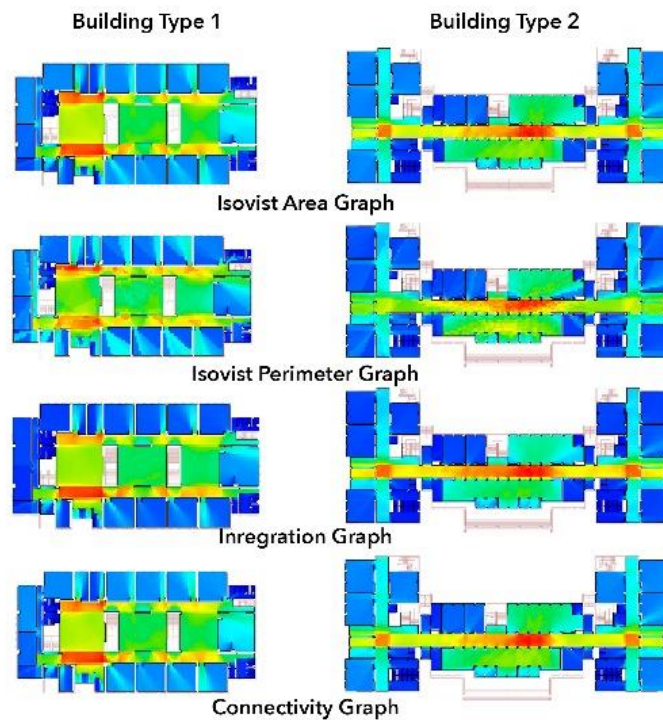 Building Type 1
Building Type 2
Isovist Area Graph
Isovist Perimeter Graph
Inregration Graph
Connectivity Graph